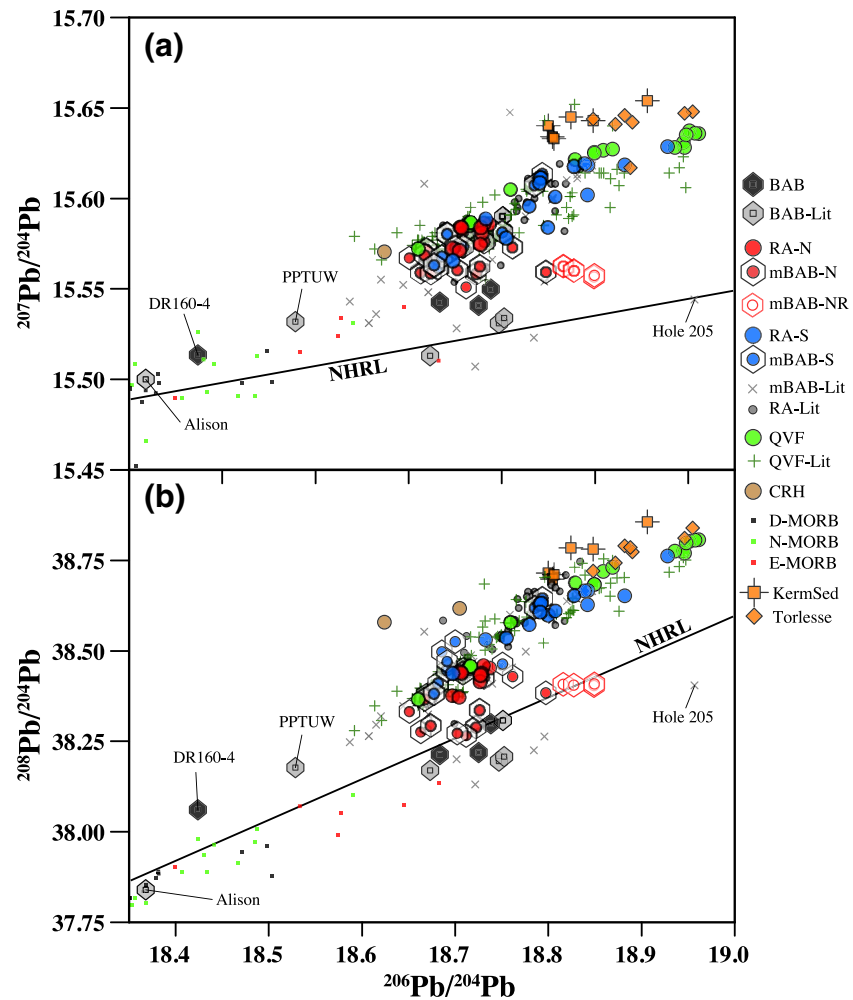 (a)
15.70
15.65
15.60
15.55
15.50
15.45
²⁰⁷Pb/²⁰⁴Pb
PPTUW
DR160-4
Alison
NHRL
Hole 205
(b)
38.75
38.50
38.25
38.00
37.75
²⁰⁸Pb/²⁰⁴Pb
NHRL
Hole 205
PPTUW
DR160-4
Alison
18.4 18.5 18.6 18.7 18.8 18.9 19.0
²⁰⁶Pb/²⁰⁴Pb
BAB
BAB-Lit
RA-N
mBAB-N
mBAB-NR
RA-S
mBAB-S
mBAB-Lit
RA-Lit
QVF
QVF-Lit
CRH
D-MORB
N-MORB
E-MORB
KermSed
Torlesse